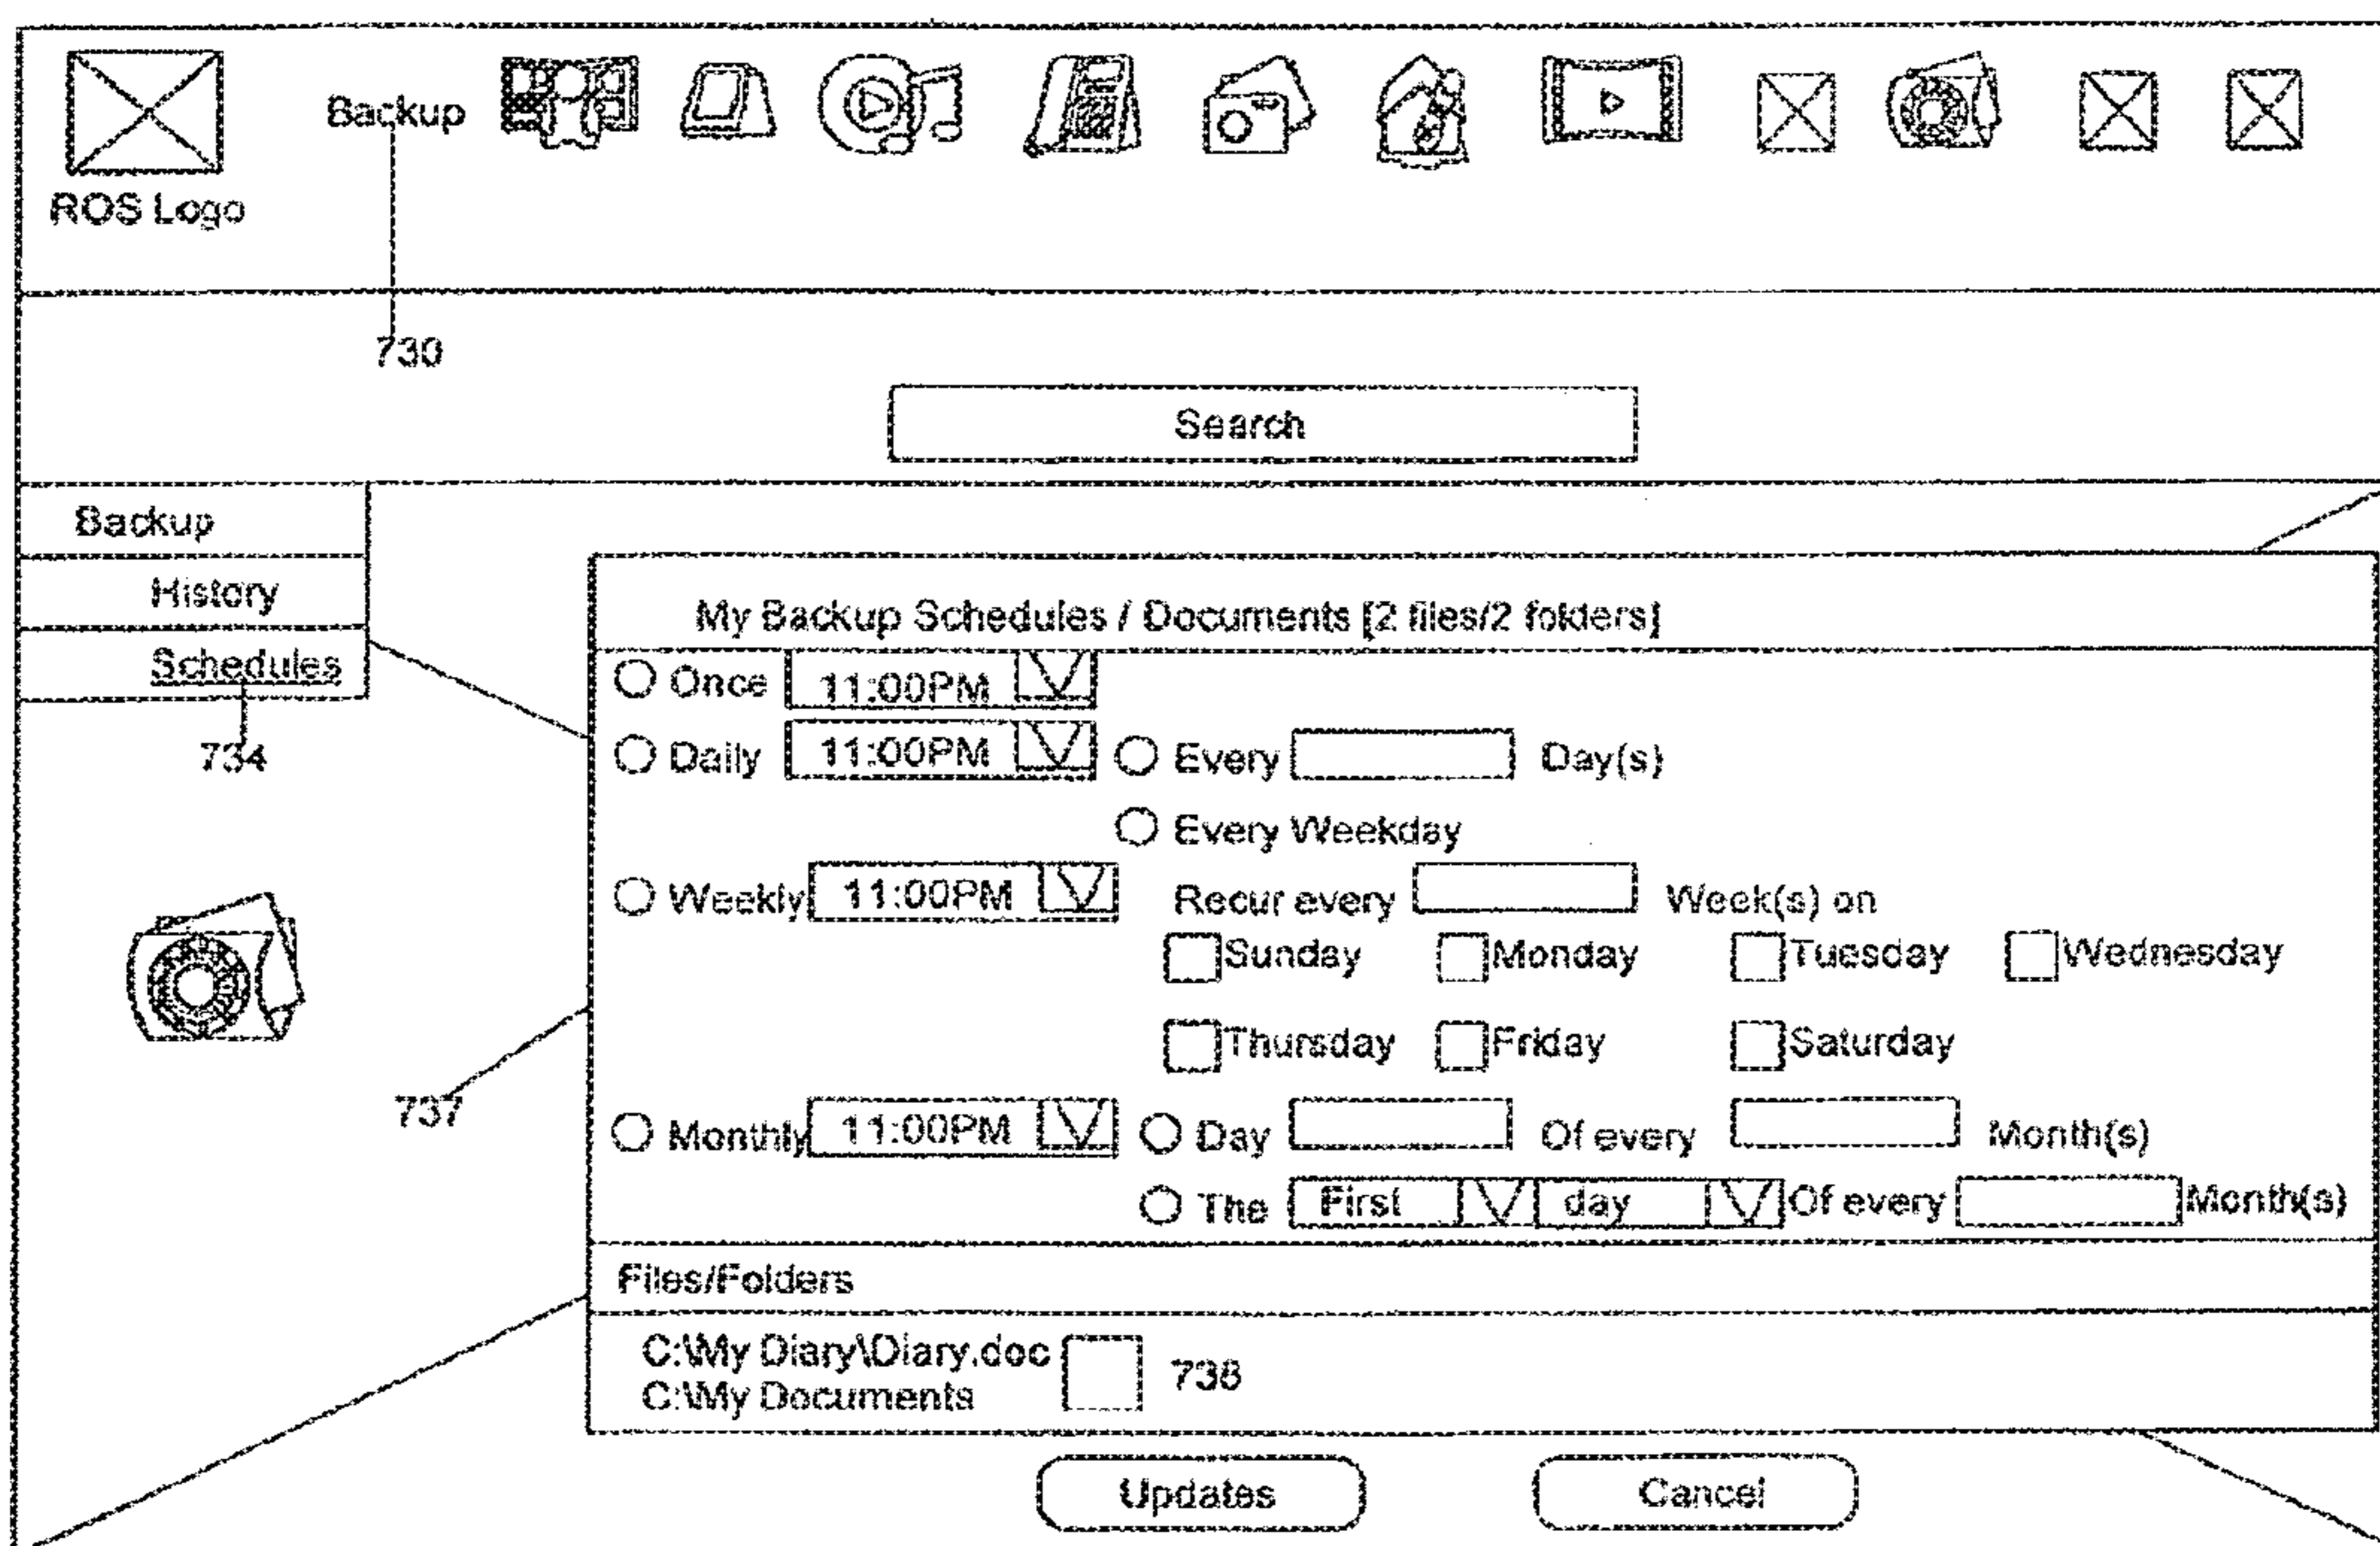 Backup
ROS Logo
730
Search
Backup
History
Schedules
734
My Backup Schedules / Documents [2 files/2 folders]
Once 11:00PM
Daily 11:00PM Every Day(s)
Every Weekday
Weekly 11:00PM Recur every Week(s) on
Sunday Monday Tuesday Wednesday
Thursday Friday Saturday
737
Monthly 11:00PM Day Of every Month(s)
The First day Of every Month(s)
Files/Folders
C:\My Diary\Diary.doc
C:\My Documents
738
Updates Cancel